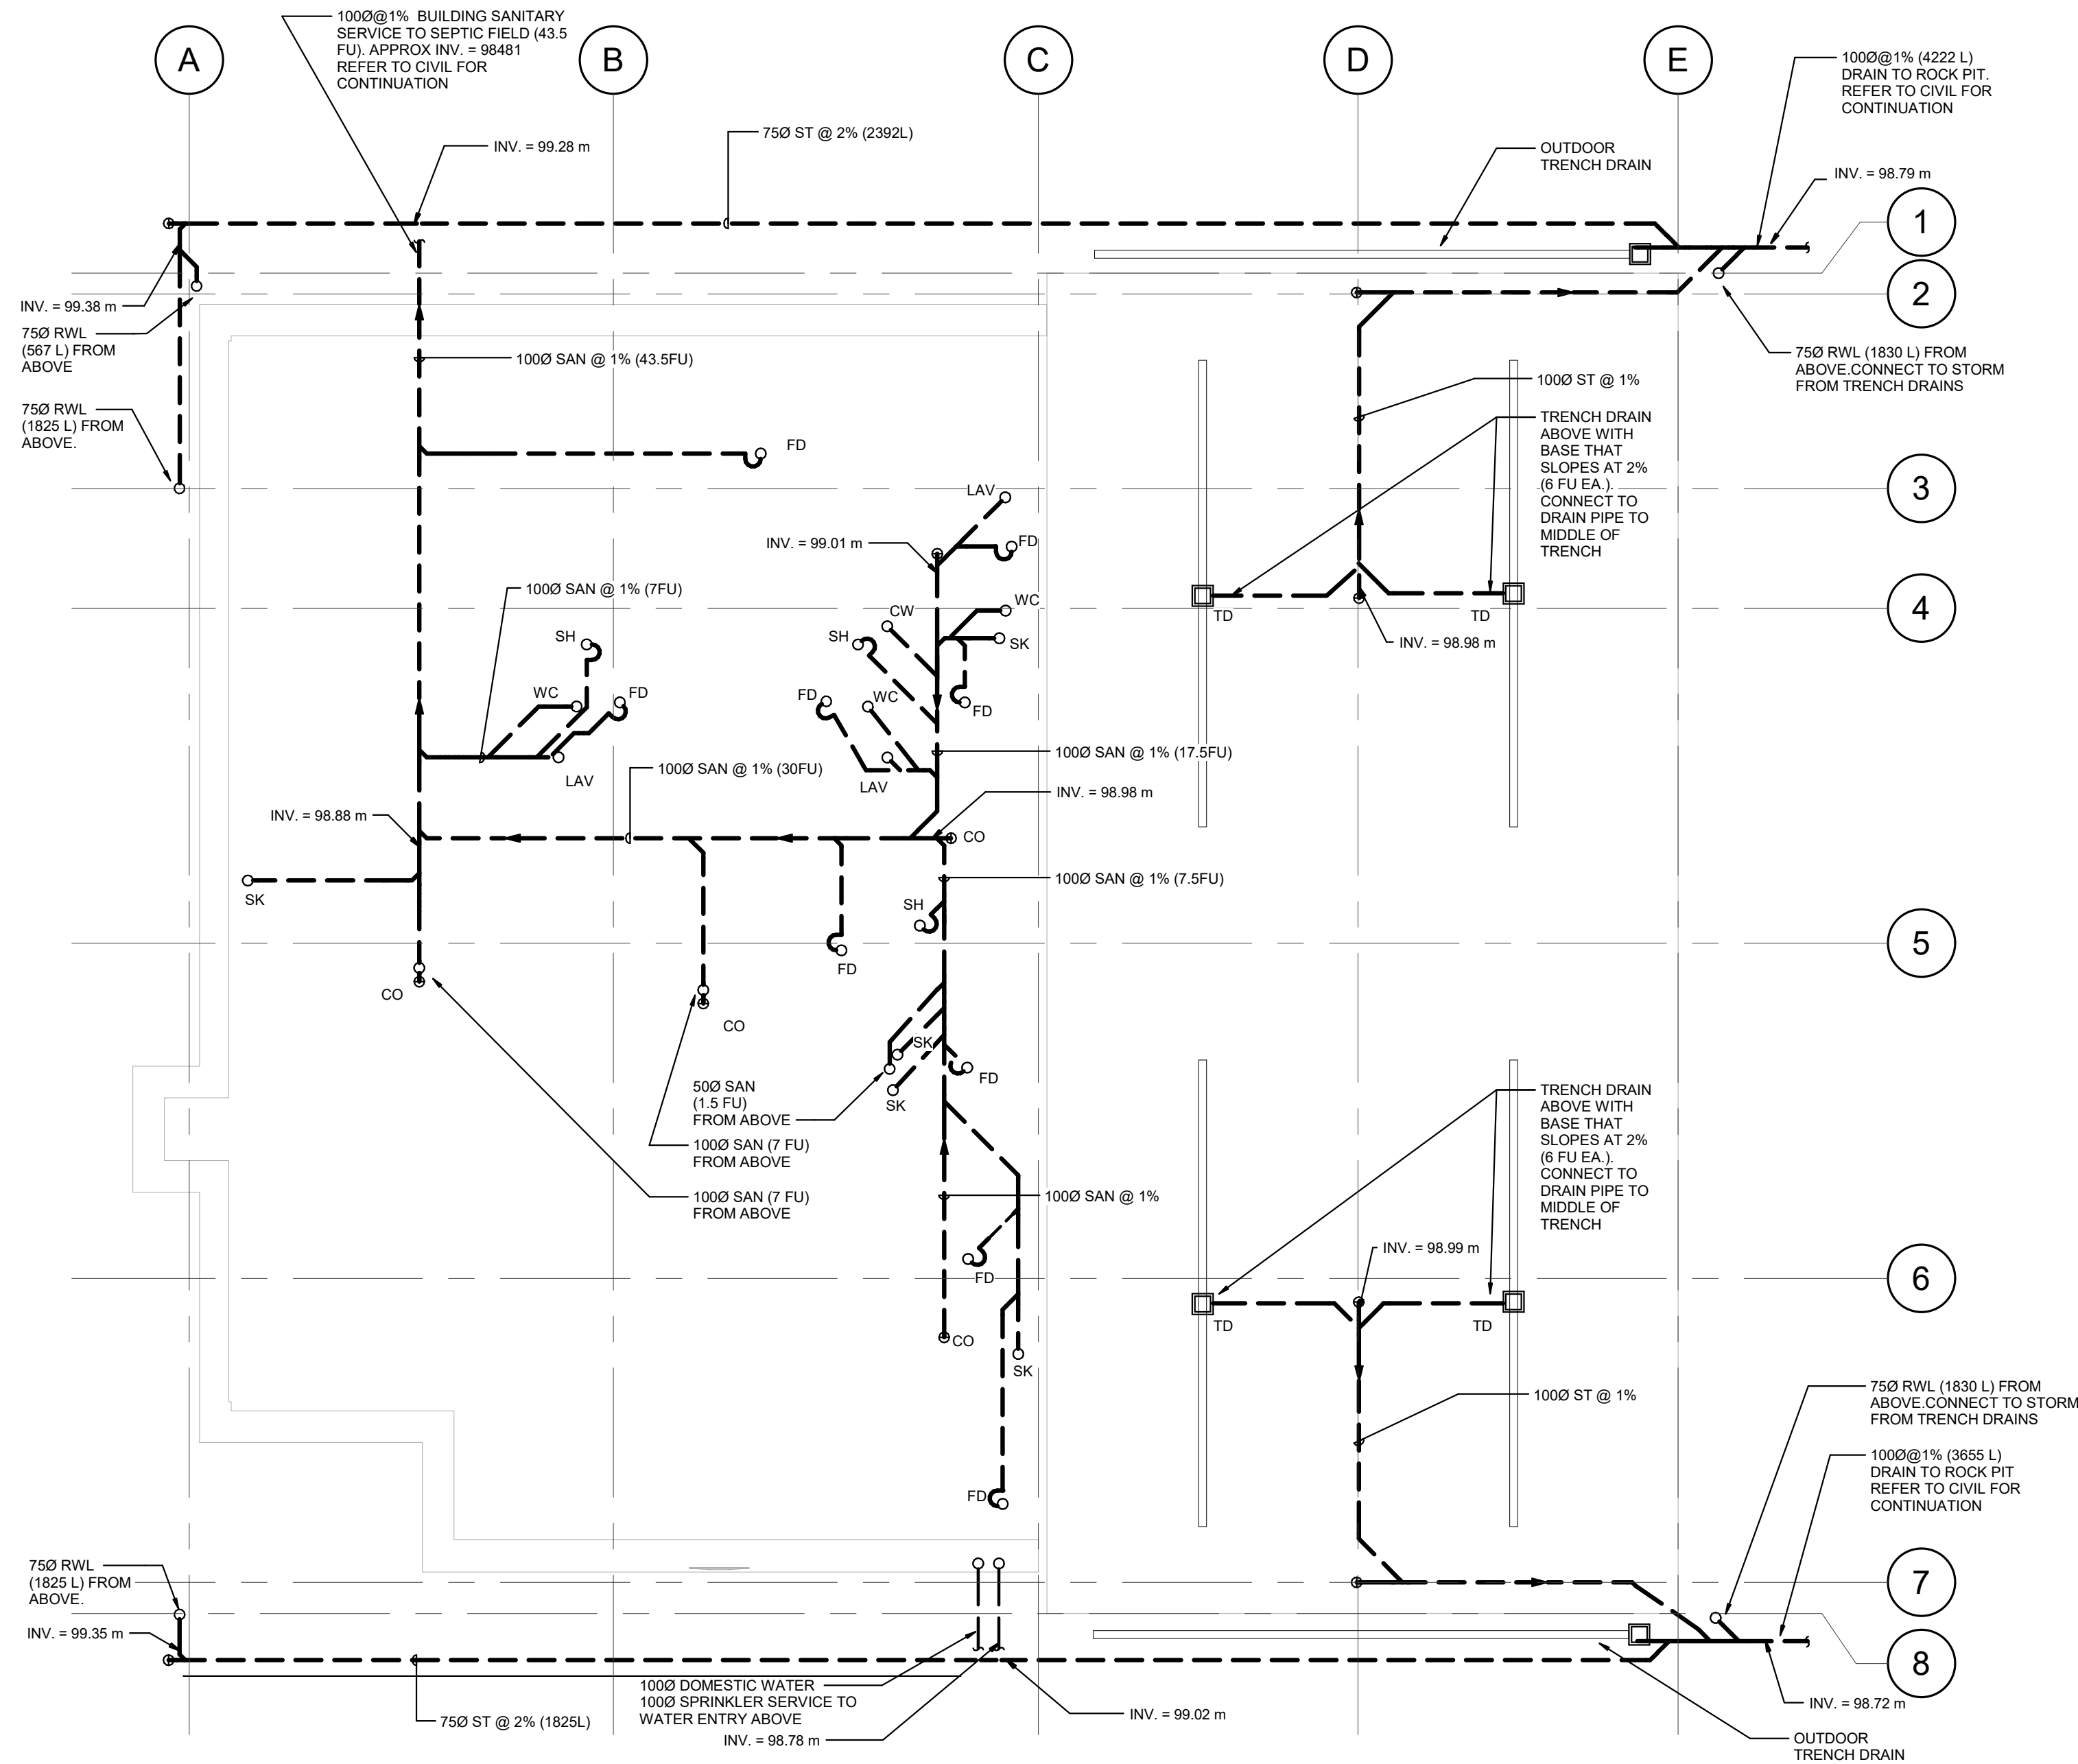 A
B
C
D
E
100Ø@1% BUILDING SANITARY
SERVICE TO SEPTIC FIELD (43.5
FU). APPROX INV. = 98481
REFER TO CIVIL FOR
CONTINUATION
100Ø@1% (4222 L)
DRAIN TO ROCK PIT.
REFER TO CIVIL FOR
CONTINUATION
INV. = 99.28 m
75Ø ST @ 2% (2392L)
OUTDOOR
TRENCH DRAIN
INV. = 98.79 m
1
2
INV. = 99.38 m
75Ø RWL
(567 L) FROM
ABOVE
75Ø RWL
(1825 L) FROM
ABOVE.
100Ø SAN @ 1% (43.5FU)
75Ø RWL (1830 L) FROM
ABOVE.CONNECT TO STORM
FROM TRENCH DRAINS
100Ø ST @ 1%
TRENCH DRAIN
ABOVE WITH
BASE THAT
SLOPES AT 2%
(6 FU EA.).
CONNECT TO
DRAIN PIPE TO
MIDDLE OF
TRENCH
FD
3
LAV
FD
INV. = 99.01 m
100Ø SAN @ 1% (7FU)
WC
CW
4
TD
TD
SH
SH
SK
INV. = 98.98 m
WC
FD
FD
WC
FD
100Ø SAN @ 1% (17.5FU)
100Ø SAN @ 1% (30FU)
LAV
LAV
INV. = 98.98 m
INV. = 98.88 m
CO
100Ø SAN @ 1% (7.5FU)
SK
SH
5
FD
CO
CO
SK
FD
SK
50Ø SAN
(1.5 FU)
FROM ABOVE
100Ø SAN (7 FU)
FROM ABOVE
100Ø SAN (7 FU)
FROM ABOVE
100Ø SAN @ 1%
TRENCH DRAIN
ABOVE WITH
BASE THAT
SLOPES AT 2%
(6 FU EA.).
CONNECT TO
DRAIN PIPE TO
MIDDLE OF
TRENCH
INV. = 98.99 m
FD
6
TD
TD
CO
SK
100Ø ST @ 1%
75Ø RWL (1830 L) FROM
ABOVE.CONNECT TO STORM
FROM TRENCH DRAINS
100Ø@1% (3655 L)
DRAIN TO ROCK PIT
REFER TO CIVIL FOR
CONTINUATION
FD
75Ø RWL
(1825 L) FROM
ABOVE.
7
INV. = 99.35 m
8
100Ø DOMESTIC WATER
100Ø SPRINKLER SERVICE TO
WATER ENTRY ABOVE
INV. = 98.78 m
75Ø ST @ 2% (1825L)
INV. = 99.02 m
INV. = 98.72 m
OUTDOOR
TRENCH DRAIN